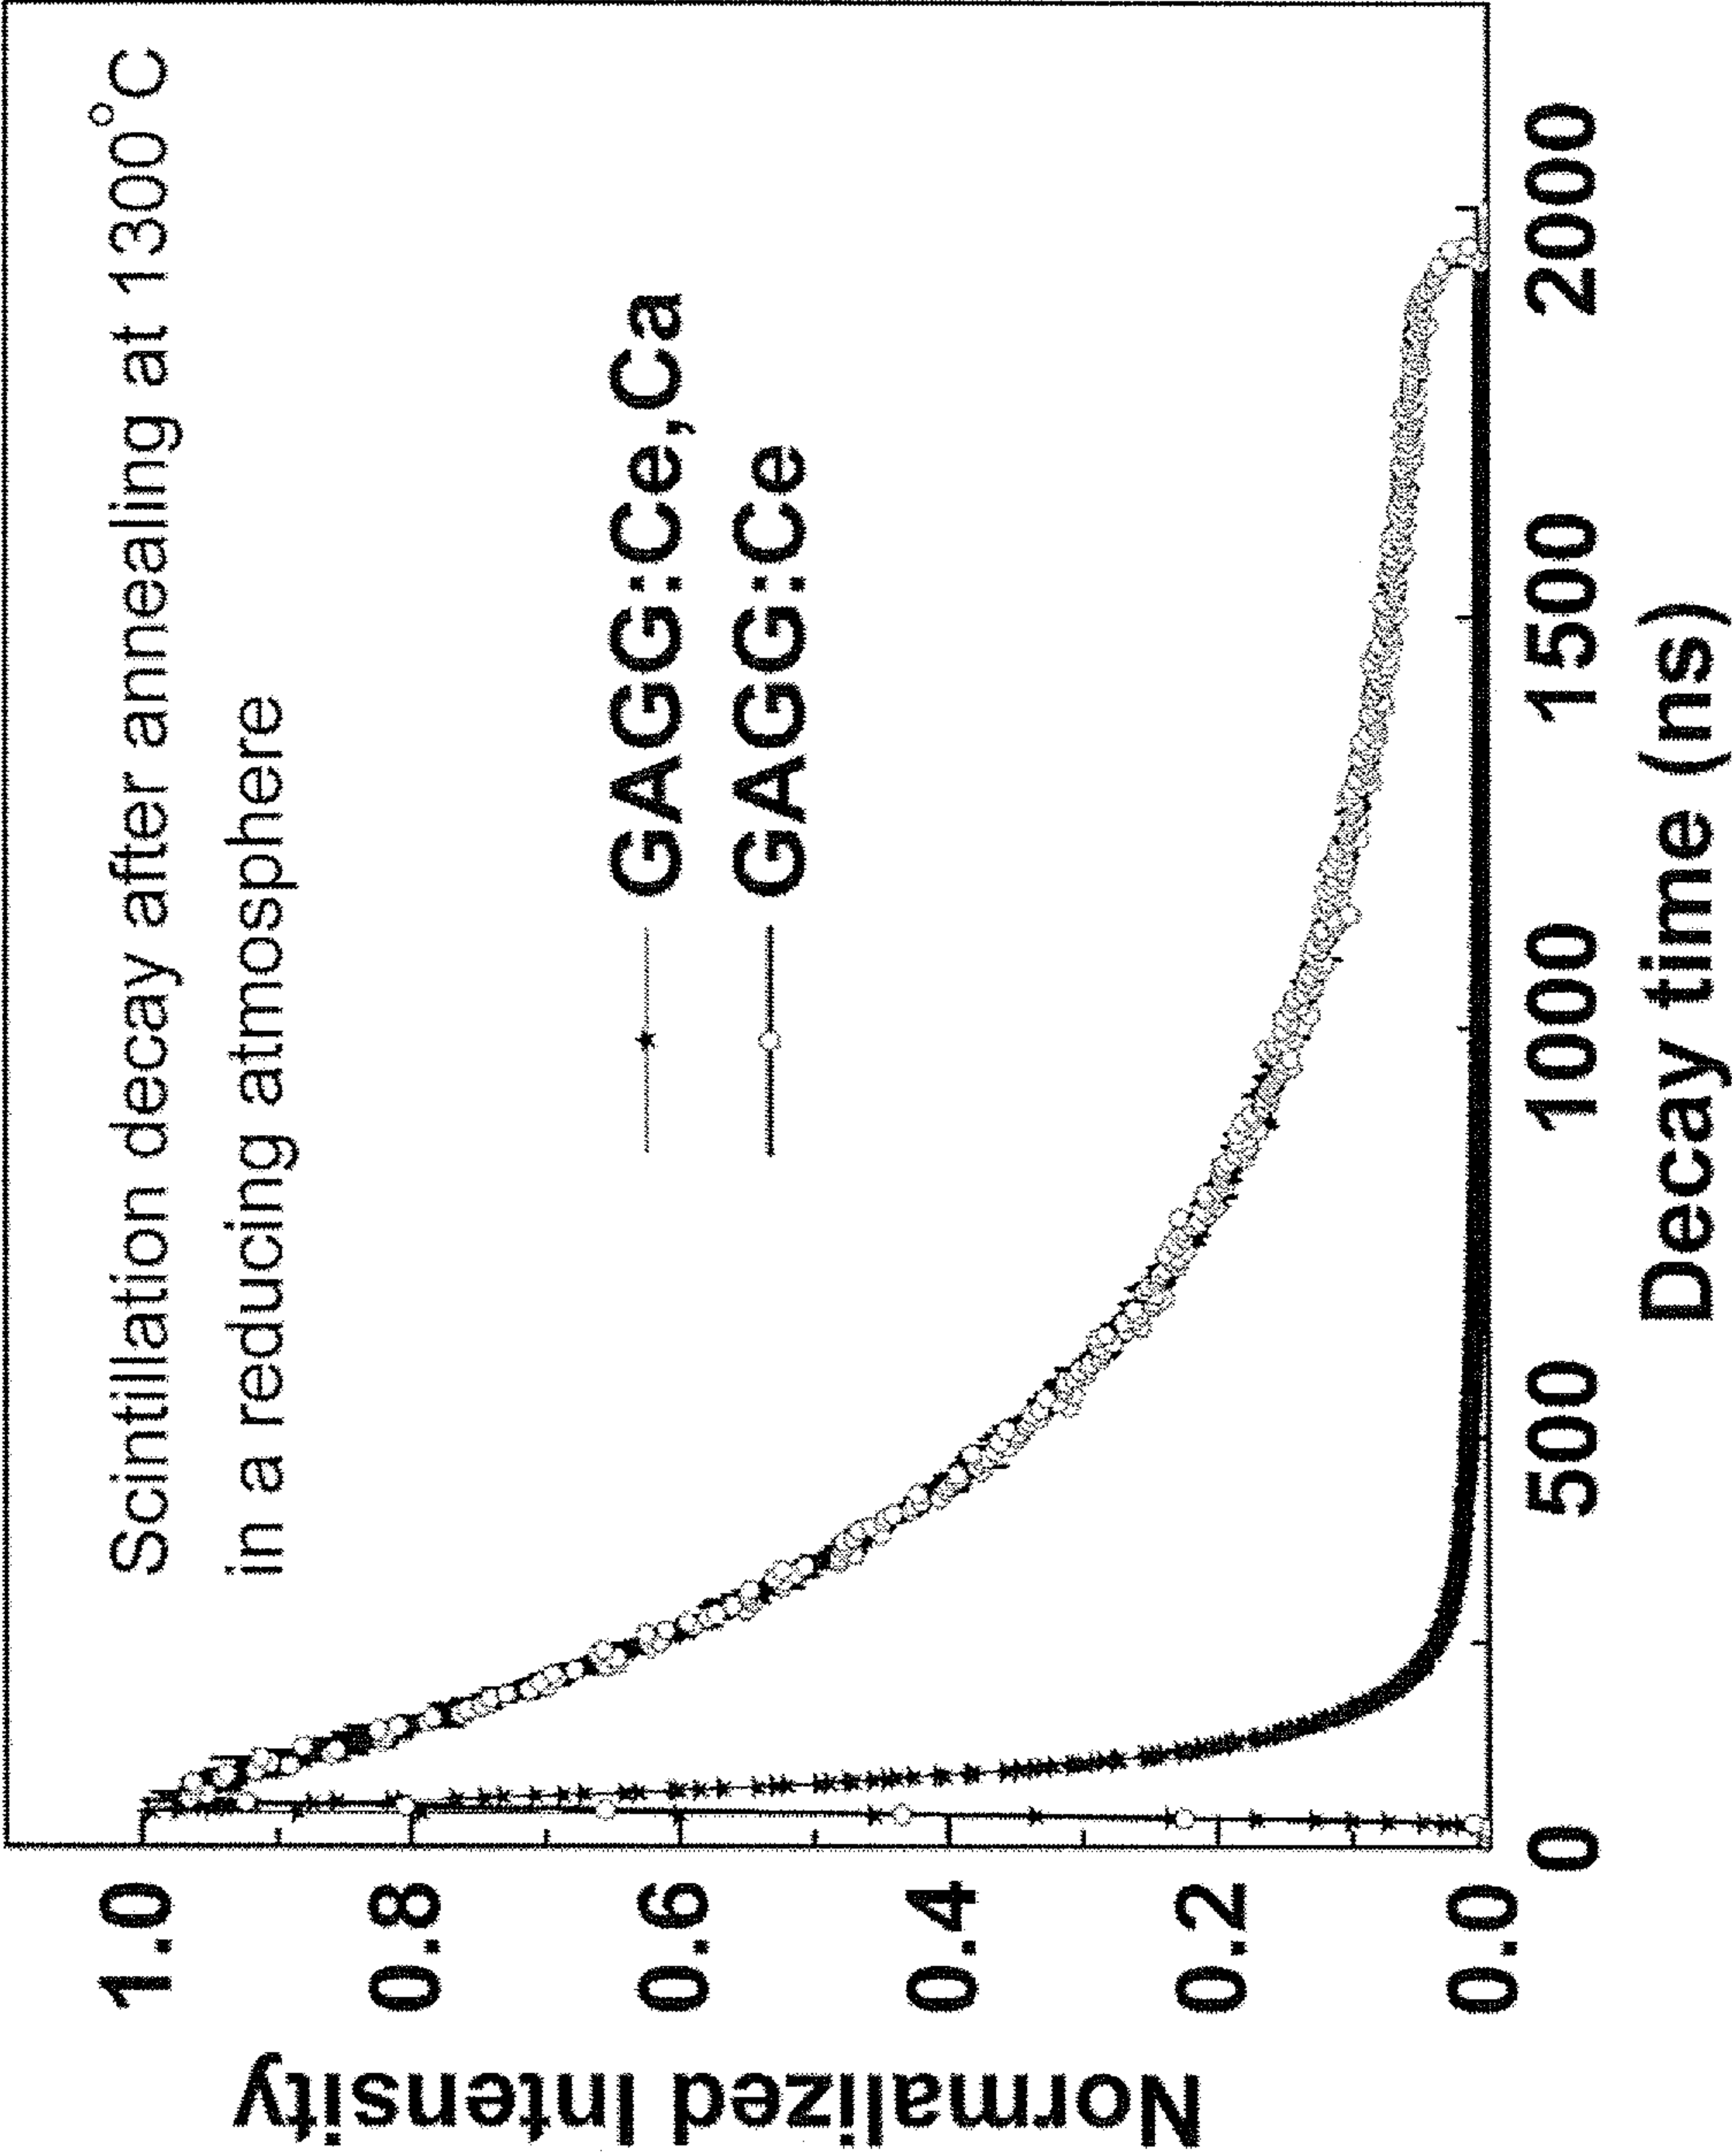 Scintillation decay after annealing at 1300°C
in a reducing atmosphere
GAGG:Ce,Ca
GAGG:Ce
Normalized Intensity
1.0
0.8
0.6
0.4
0.2
0.0
0
500
1000
1500
2000
Decay time (ns)